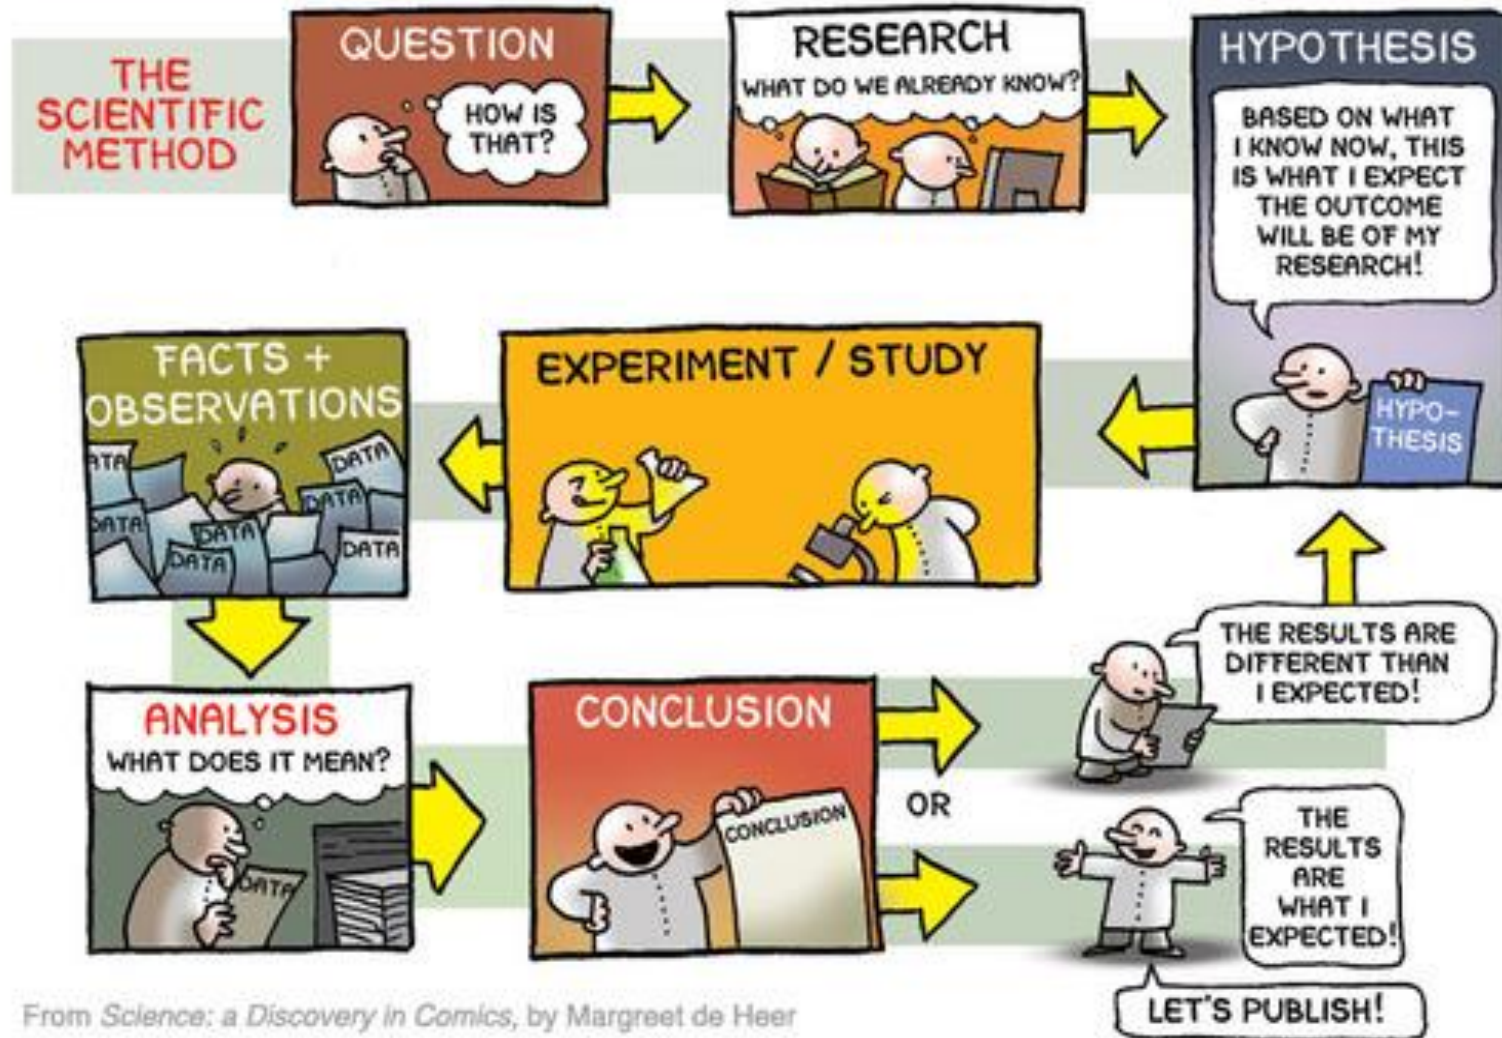 THE
SCIENTIFIC
METHOD
QUESTION
HOW IS
THAT?
RESEARCH
WHAT DO WE ALREADY KNOW?
HYPOTHESIS
BASED ON WHAT
I KNOW NOW, THIS
IS WHAT I EXPECT
THE OUTCOME
WILL BE OF MY
RESEARCH!
HYPO-
THESIS
EXPERIMENT / STUDY
FACTS +
OBSERVATIONS
ATA
DATA
DATA
DATA
DATA
DATA
DATA
ANALYSIS
WHAT DOES IT MEAN?
DATA
CONCLUSION
CONCLUSION
OR
THE RESULTS ARE
DIFFERENT THAN
I EXPECTED!
THE
RESULTS
ARE
WHAT I
EXPECTED!
LET'S PUBLISH!
From Science: a Discovery in Comics, by Margreet de Heer